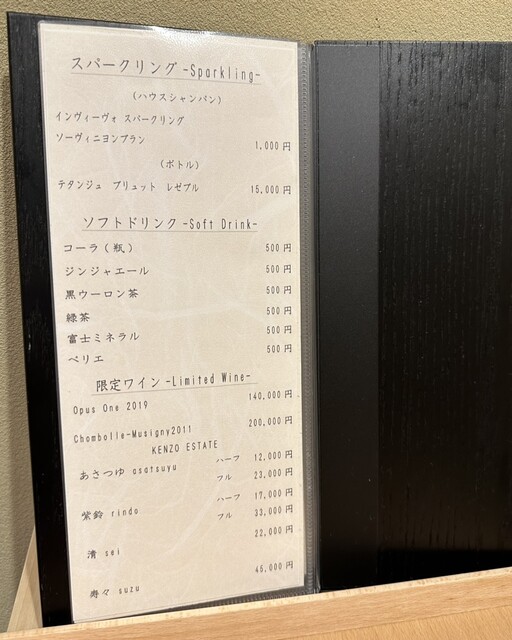 スパークリング-Sparkling-
(ハウスシャンパン)
インヴィーヴォ スパークリング
ソーヴィニヨンブラン 1,000円
(ボトル)
テタンジュ ブリュット レゼブル 15,000円
ソフトドリンク-Soft Drink-
コーラ(瓶) 500円
ジンジャエール 500円
黒ウーロン茶 500円
緑茶 500円
富士ミネラル 500円
ペリエ 500円
限定ワイン-Limited Wine-
Opus One 2019 140,000円
Chombolle-Musigny2011 200,000円
KENZO ESTATE
あさつゆ asatsuyu ハーフ 12,000円
フル 23,000円
紫鈴 rindo ハーフ 17,000円
フル 33,000円
清 sei 22,000円
寿々 suzu 45,000円